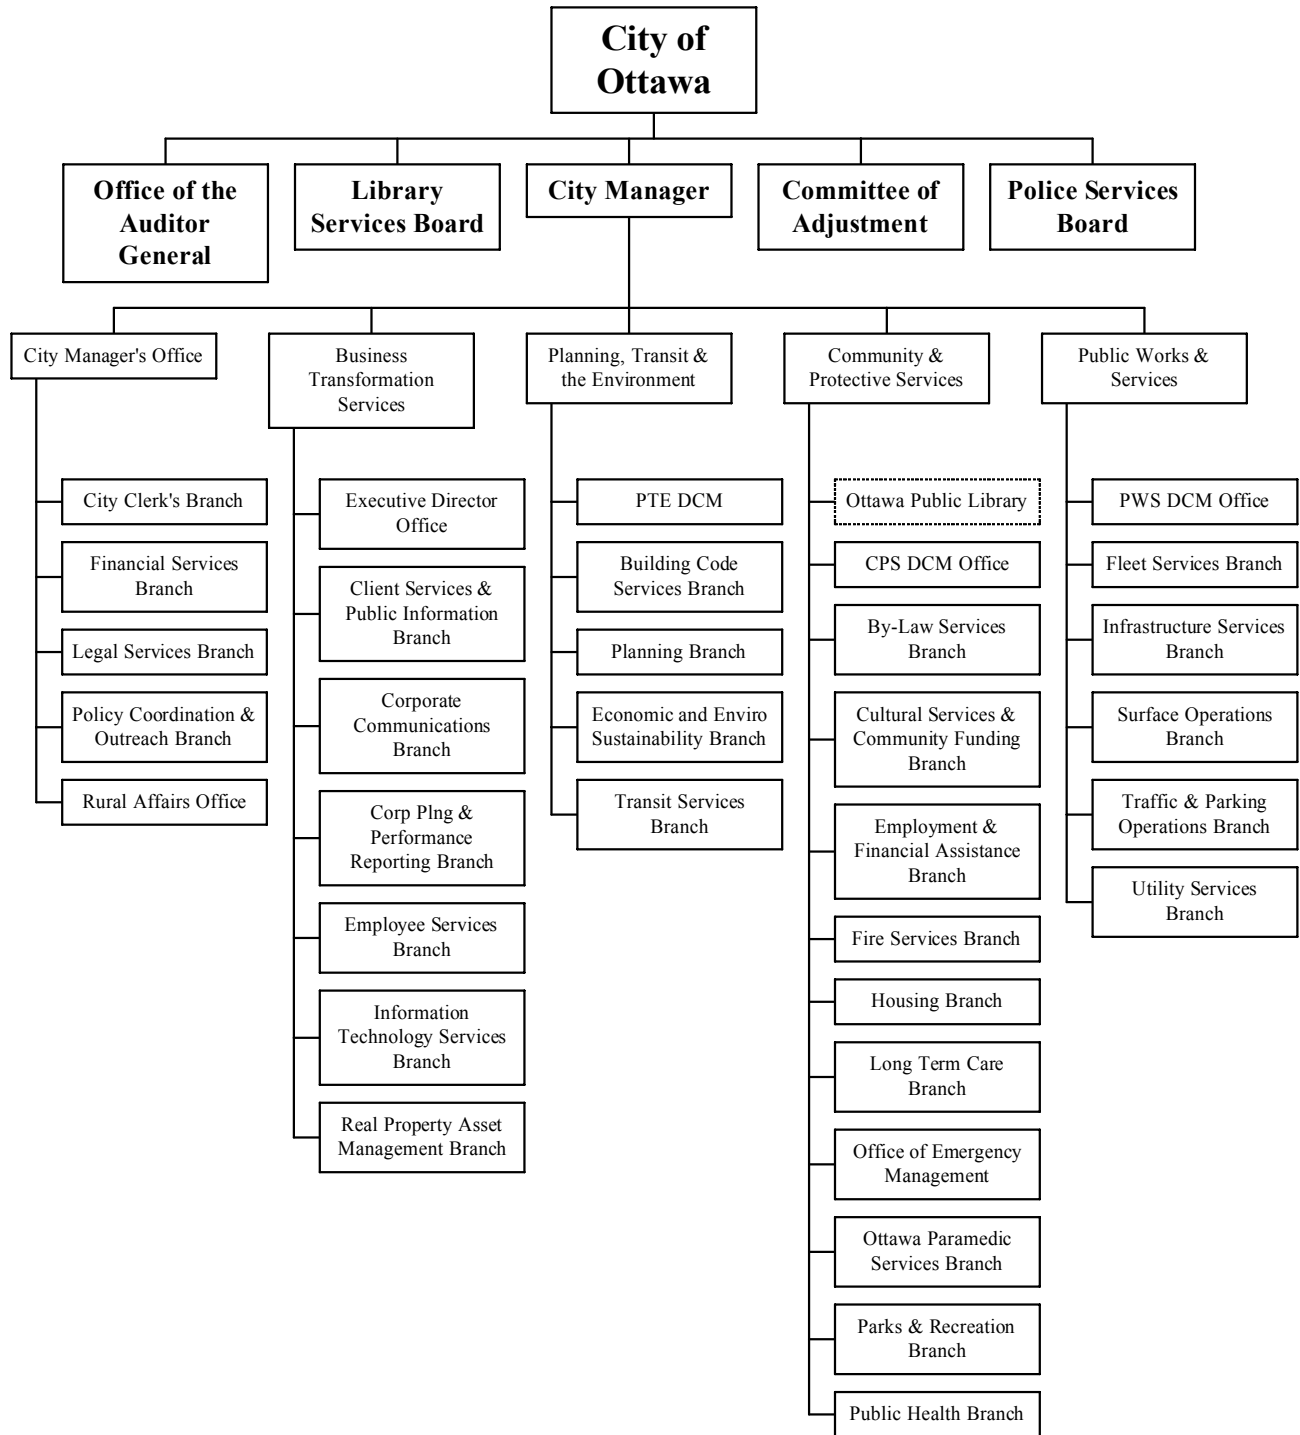 City of
Ottawa
Office of the
Auditor
General
Library
Services Board
City Manager
Committee of
Adjustment
Police Services
Board
City Manager's Office
Business
Transformation
Services
Planning, Transit &
the Environment
Community &
Protective Services
Public Works &
Services
City Clerk's Branch
Financial Services
Branch
Legal Services Branch
Policy Coordination &
Outreach Branch
Rural Affairs Office
Executive Director
Office
Client Services &
Public Information
Branch
Corporate
Communications
Branch
Corp Plng &
Performance
Reporting Branch
Employee Services
Branch
Information
Technology Services
Branch
Real Property Asset
Management Branch
PTE DCM
Building Code
Services Branch
Planning Branch
Economic and Enviro
Sustainability Branch
Transit Services
Branch
Ottawa Public Library
CPS DCM Office
By-Law Services
Branch
Cultural Services &
Community Funding
Branch
Employment &
Financial Assistance
Branch
Fire Services Branch
Housing Branch
Long Term Care
Branch
Office of Emergency
Management
Ottawa Paramedic
Services Branch
Parks & Recreation
Branch
Public Health Branch
PWS DCM Office
Fleet Services Branch
Infrastructure Services
Branch
Surface Operations
Branch
Traffic & Parking
Operations Branch
Utility Services
Branch